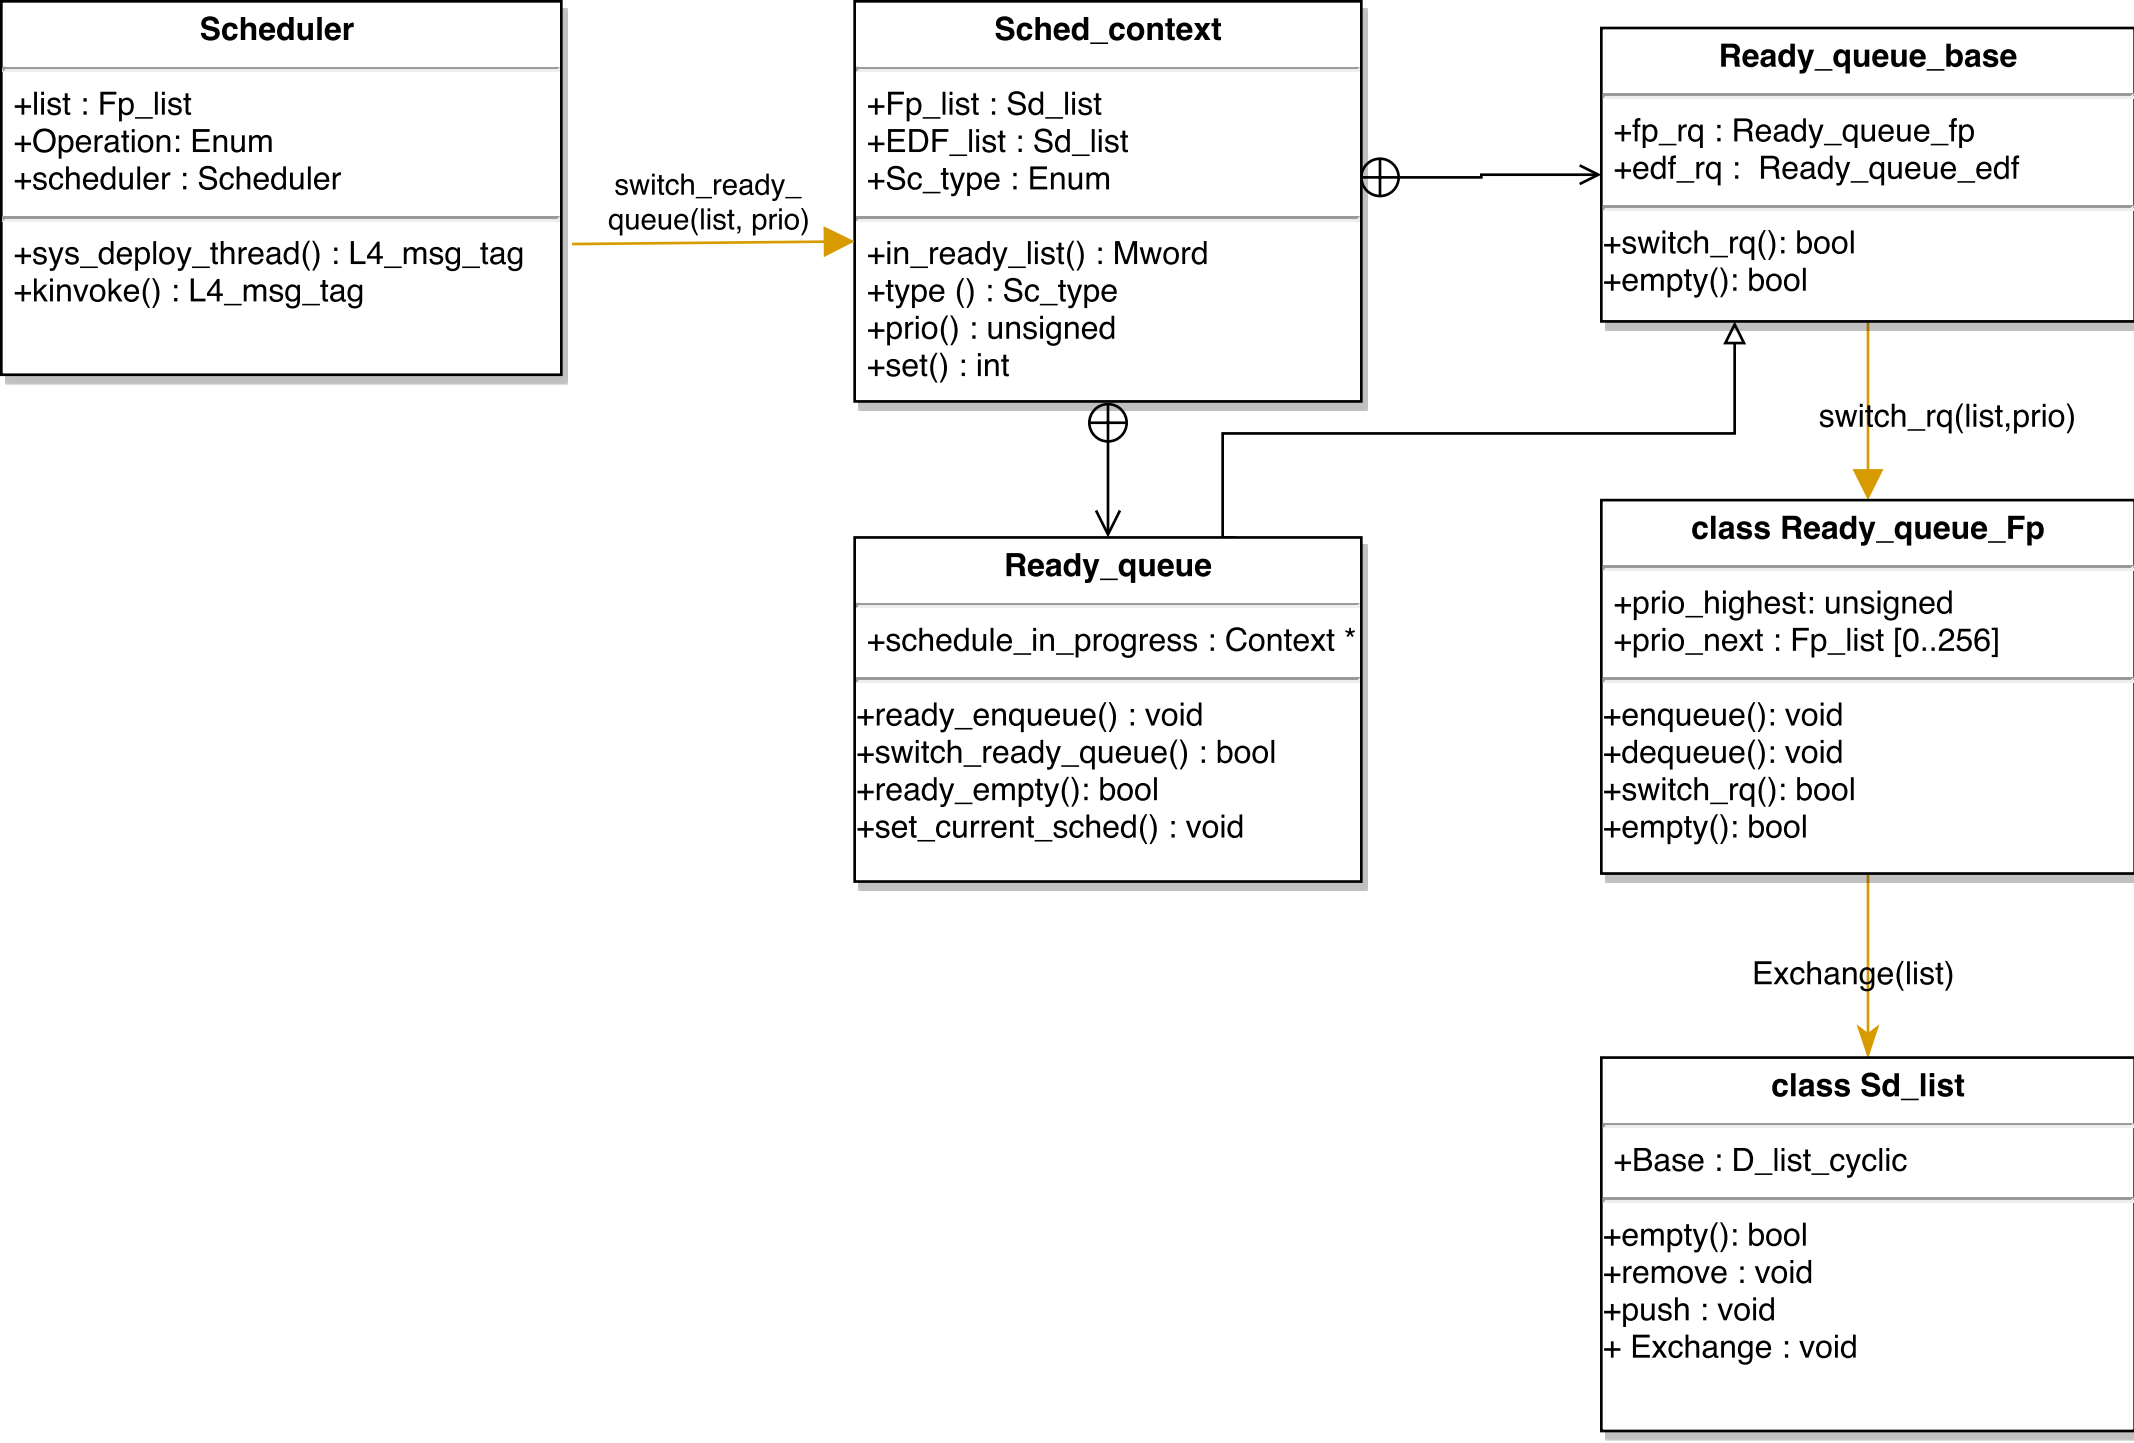 Scheduler
+list : Fp_list
+Operation: Enum
+scheduler : Scheduler
+sys_deploy_thread() : L4_msg_tag
+kinvoke() : L4_msg_tag
switch_ready_
queue(list, prio)
Sched_context
+Fp_list : Sd_list
+EDF_list : Sd_list
+Sc_type : Enum
+in_ready_list() : Mword
+type () : Sc_type
+prio() : unsigned
+set() : int
Ready_queue_base
+fp_rq : Ready_queue_fp
+edf_rq :  Ready_queue_edf
+switch_rq(): bool
+empty(): bool
switch_rq(list,prio)
Ready_queue
+schedule_in_progress : Context *
+ready_enqueue() : void
+switch_ready_queue() : bool
+ready_empty(): bool
+set_current_sched() : void
class Ready_queue_Fp
+prio_highest: unsigned
+prio_next : Fp_list [0..256]
+enqueue(): void
+dequeue(): void
+switch_rq(): bool
+empty(): bool
Exchange(list)
class Sd_list
+Base : D_list_cyclic
+empty(): bool
+remove : void
+push : void
+ Exchange : void